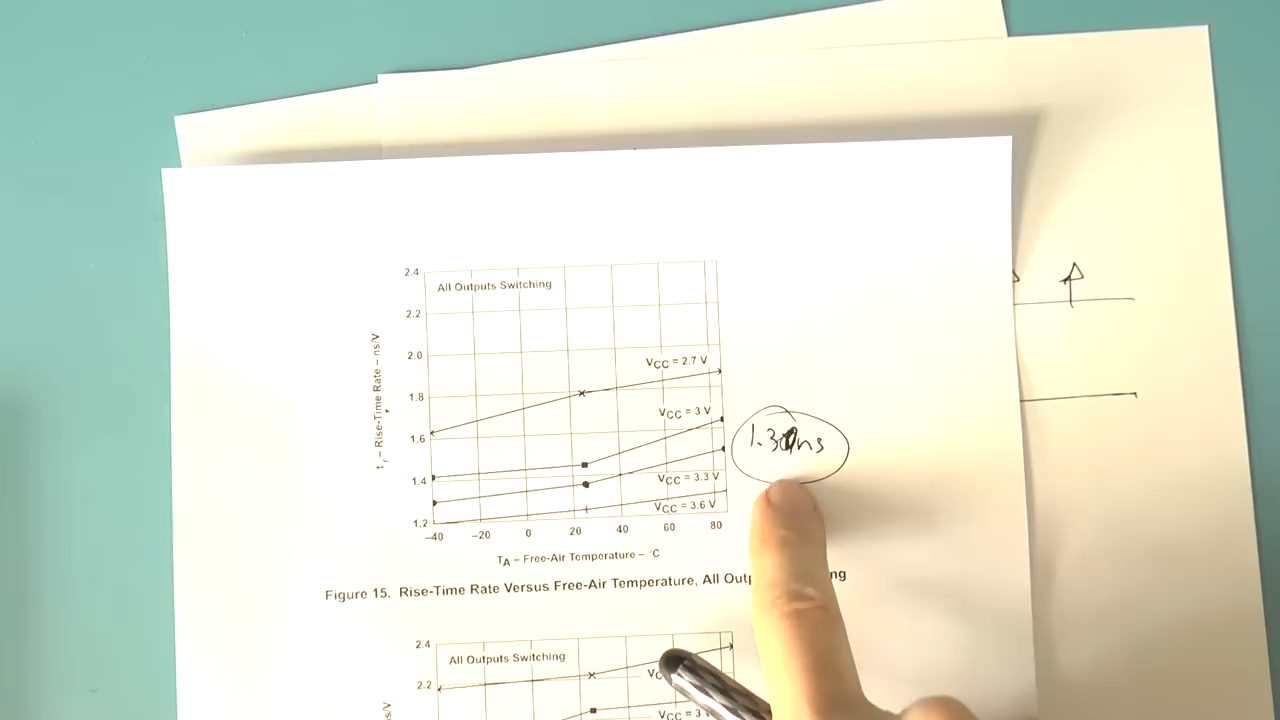 2.4
All Outputs Switching
2.2
2.0
VCC = 2.7 V
1.8
VCC = 3 V
1.6
1.4
VCC = 3.3 V
VCC = 3.6 V
1.2
−40 −20 0 20 40 60 80
tr – Rise-Time Rate – ns/V
TA – Free-Air Temperature – °C
Figure 15. Rise-Time Rate Versus Free-Air Temperature, All
2.4
All Outputs Switching
2.2
VCC = 3
ns/V